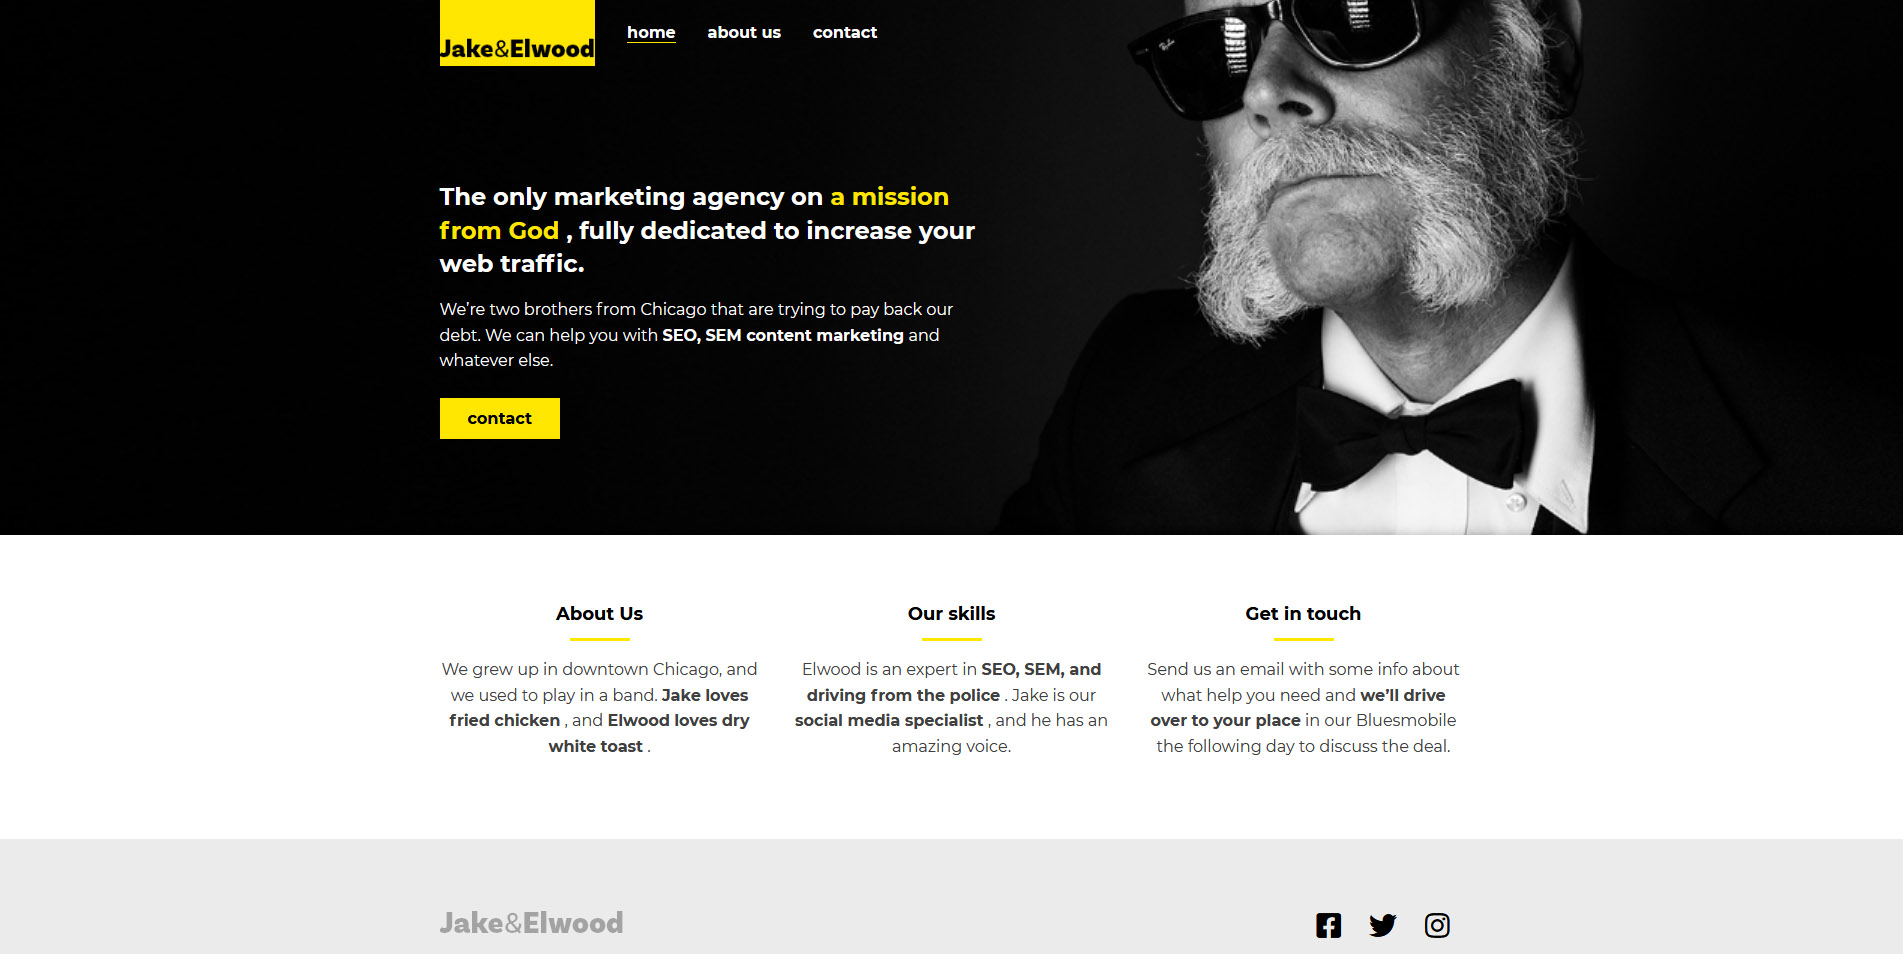 Jake&Elwood
home about us contact
The only marketing agency on a mission
from God , fully dedicated to increase your
web traffic.
We’re two brothers from Chicago that are trying to pay back our
debt. We can help you with SEO, SEM content marketing and
whatever else.
contact
About Us
We grew up in downtown Chicago, and
we used to play in a band. Jake loves
fried chicken , and Elwood loves dry
white toast .
Our skills
Elwood is an expert in SEO, SEM, and
driving from the police . Jake is our
social media specialist , and he has an
amazing voice.
Get in touch
Send us an email with some info about
what help you need and we’ll drive
over to your place in our Bluesmobile
the following day to discuss the deal.
Jake&Elwood